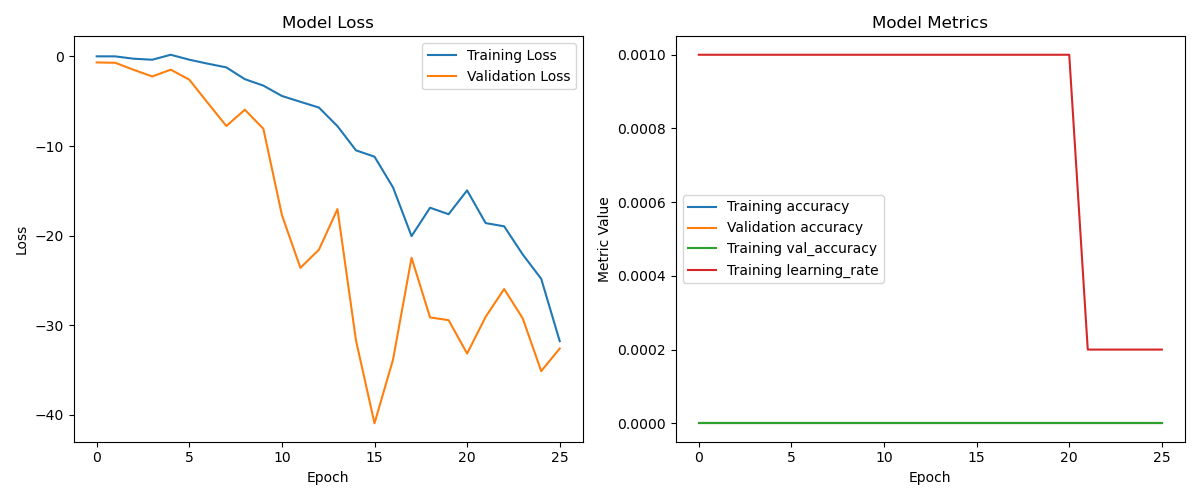 Model Loss
0
−10
−20
−30
−40
Loss
Training Loss
Validation Loss
0 5 10 15 20 25
Epoch
Model Metrics
0.0010
0.0008
0.0006
0.0004
0.0002
0.0000
Metric Value
Training accuracy
Validation accuracy
Training val_accuracy
Training learning_rate
0 5 10 15 20 25
Epoch